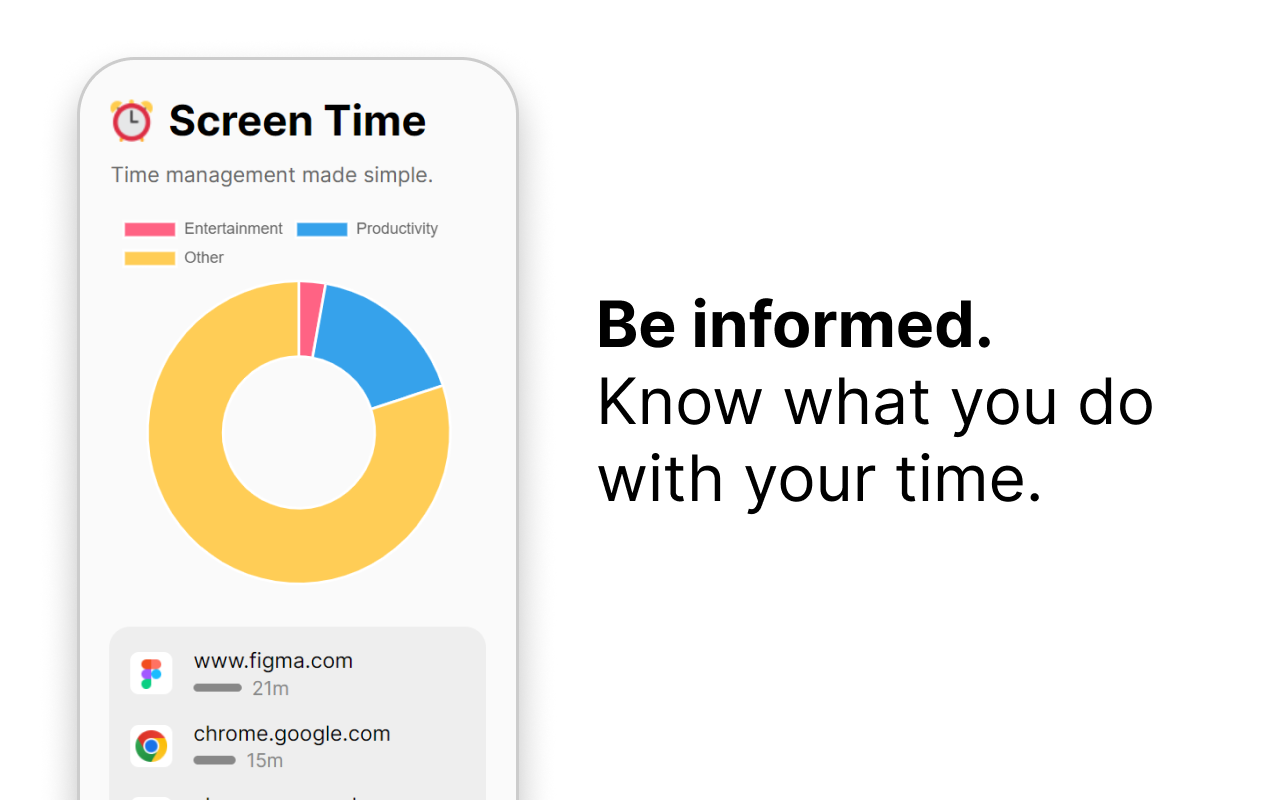 Screen Time
Time management made simple.
Entertainment Productivity
Other
www.figma.com
21m
chrome.google.com
15m
Be informed.
Know what you do
with your time.